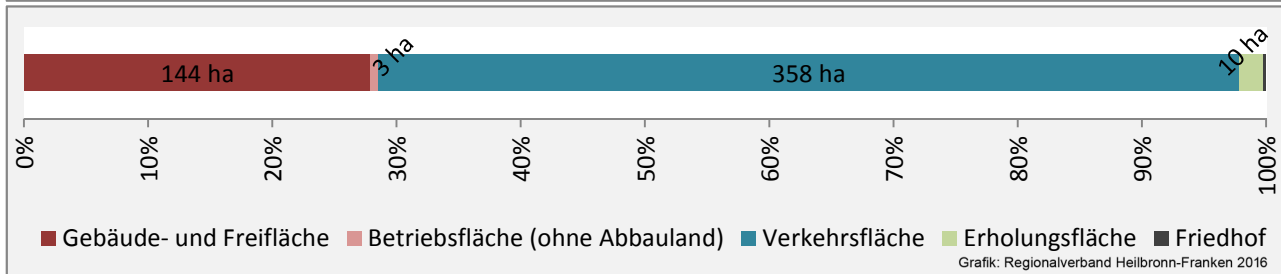 144 ha 3 ha 358 ha 10 ha
0% 10% 20% 30% 40% 50% 60% 70% 80% 90% 100%
Gebäude- und Freifläche Betriebsfläche (ohne Abbauland) Verkehrsfläche Erholungsfläche Friedhof
Grafik: Regionalverband Heilbronn-Franken 2016